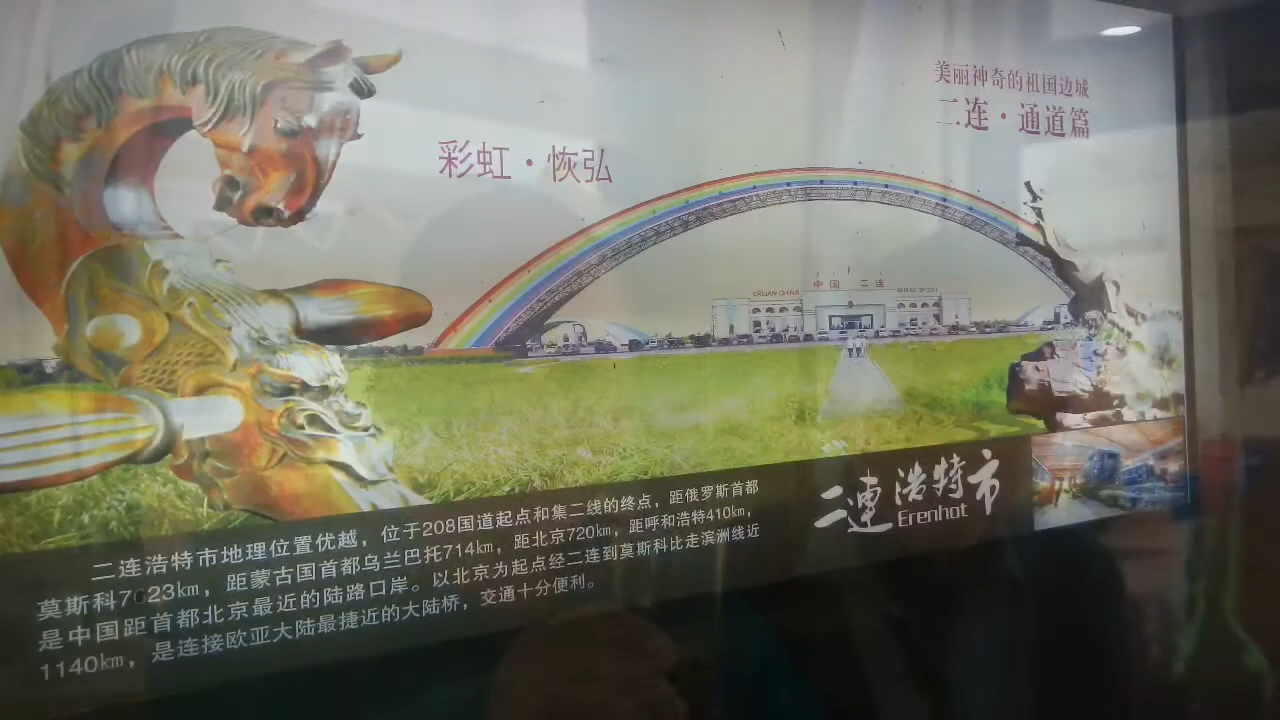 美丽神奇的祖国边城
二连·通道篇
彩虹·恢弘
ERLIAN CHINA
中国 二连
二连浩特市地理位置优越，位于208国道起点和集二线的终点，距俄罗斯首都
莫斯科7623km，距蒙古国首都乌兰巴托714km，距北京720km，距呼和浩特410km，
是中国距首都北京最近的陆路口岸。以北京为起点经二连到莫斯科比走滨洲线近
1140km，是连接欧亚大陆最捷近的大陆桥，交通十分便利。
二連浩特市
Erenhot